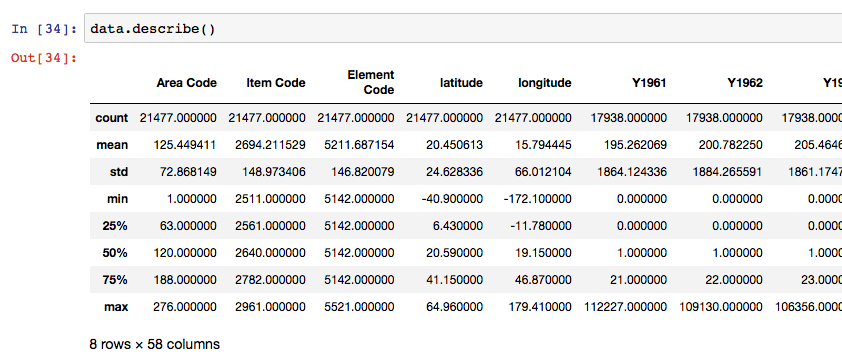 In [34]: data.describe()
Out[34]:
Area Code Item Code Element Code latitude longitude Y1961 Y1962 Y19
count 21477.000000 21477.000000 21477.000000 21477.000000 21477.000000 17938.000000 17938.000000 17938.000
mean 125.449411 2694.211529 5211.687154 20.450613 15.794445 195.262069 200.782250 205.4646
std 72.868149 148.973406 146.820079 24.628336 66.012104 1864.124336 1884.265591 1861.1747
min 1.000000 2511.000000 5142.000000 -40.900000 -172.100000 0.000000 0.000000 0.0000
25% 63.000000 2561.000000 5142.000000 6.430000 -11.780000 0.000000 0.000000 0.0000
50% 120.000000 2640.000000 5142.000000 20.590000 19.150000 1.000000 1.000000 1.0000
75% 188.000000 2782.000000 5142.000000 41.150000 46.870000 21.000000 22.000000 23.0000
max 276.000000 2961.000000 5521.000000 64.960000 179.410000 112227.000000 109130.000000 106356.000
8 rows × 58 columns